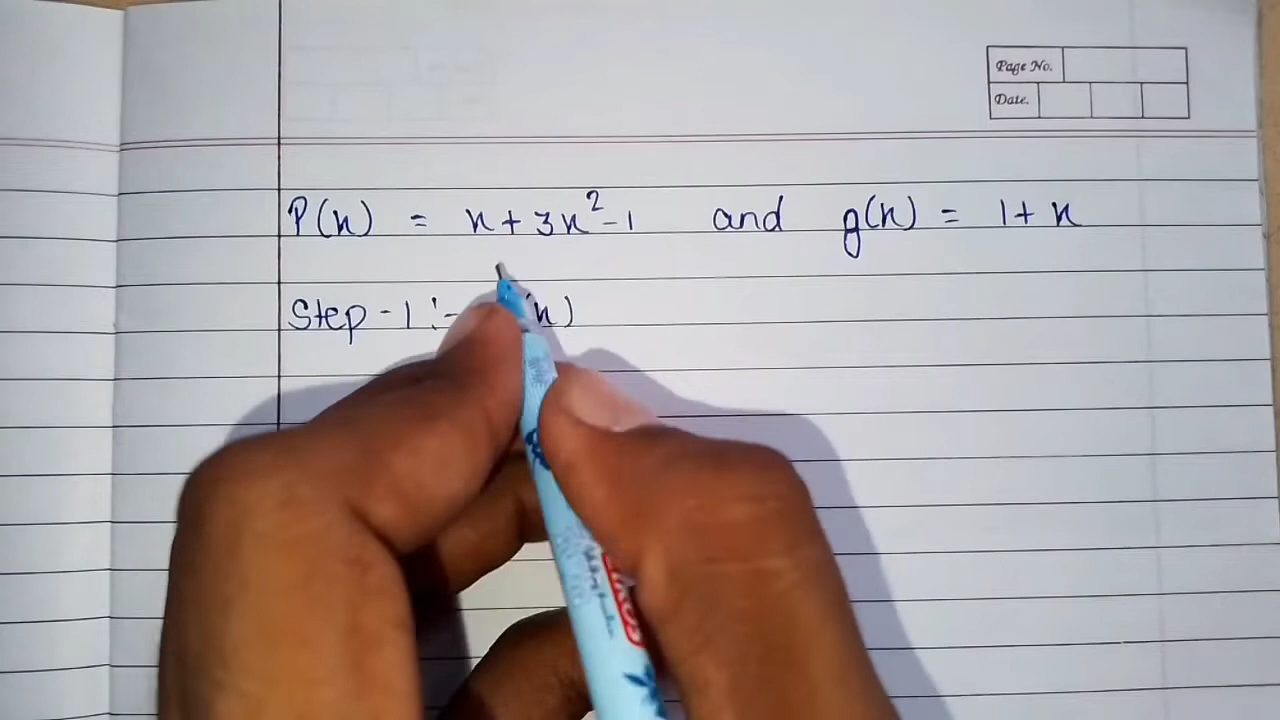 Page No.
Date.
P(x) = x + 3x² - 1 and g(x) = 1 + x
Step - 1 :- x)